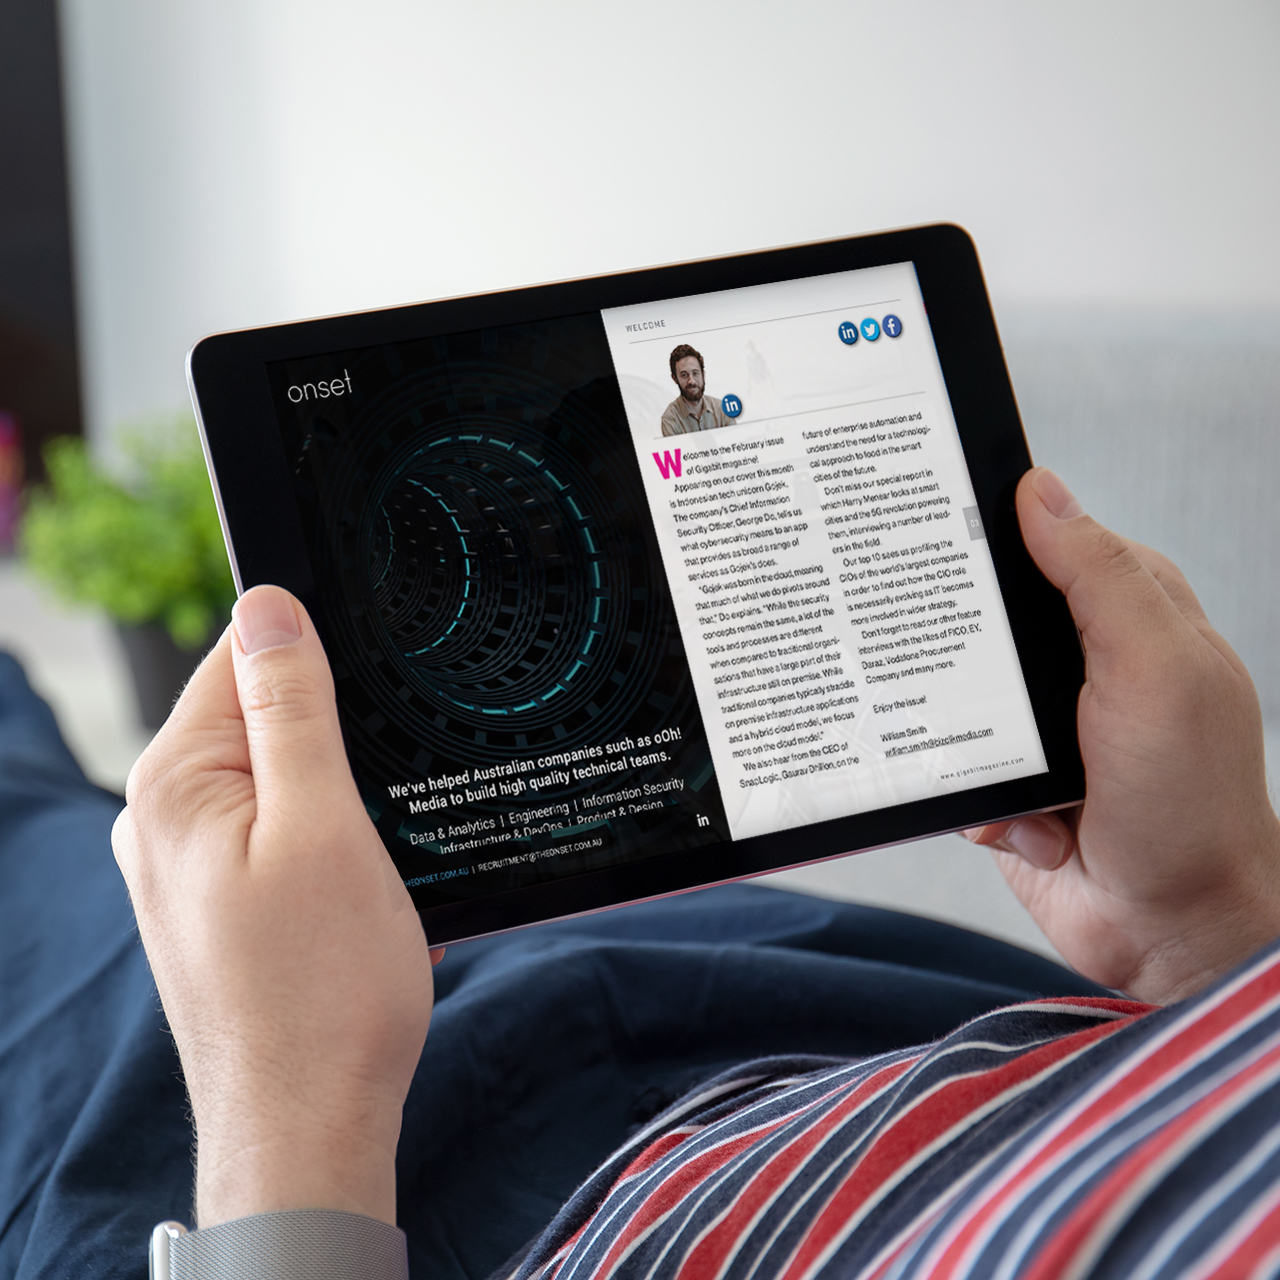 onset
We've helped Australian companies such as oOh!
Media to build high quality technical teams.
Data & Analytics | Engineering | Information Security
Infrastructure & DevOps | Product & Design
HEONSET.COM.AU | RECRUITMENT@THEONSET.COM.AU
in
WELCOME
in
f
in
Welcome to the February issue
of Gigabit magazine!
Appearing on our cover this month
is Indonesian tech unicorn Gojek.
The company's Chief Information
Security Officer, George Do, tells us
what cybersecurity means to an app
that provides as broad a range of
services as Gojek's does.
"Gojek was born in the cloud, meaning
that much of what we do pivots around
that," Do explains. "While the security
concepts remain the same, a lot of the
tools and processes are different
when compared to traditional organi-
sations that have a large part of their
infrastructure still on premise. While
traditional companies typically straddle
on premise infrastructure applications
and a hybrid cloud model, we focus
more on the cloud model."
We also hear from the CEO of
SnapLogic, Gaurav Dhillon, on the
future of enterprise automation and
understand the need for a technologi-
cal approach to food in the smart
cities of the future.
Don't miss our special report in
which Harry Menear looks at smart
cities and the 5G revolution powering
them, interviewing a number of lead-
ers in the field.
Our top 10 sees us profiling the
CIOs of the world's largest companies
in order to find out how the CIO role
is necessarily evolving as IT becomes
more involved in wider strategy.
Don't forget to read our other feature
interviews with the likes of FICO, EY,
Daraz, Vodafone Procurement
Company and many more.
Enjoy the issue!
William Smith
william.smith@bizclikmedia.com
03
www.gigabitmagazine.com